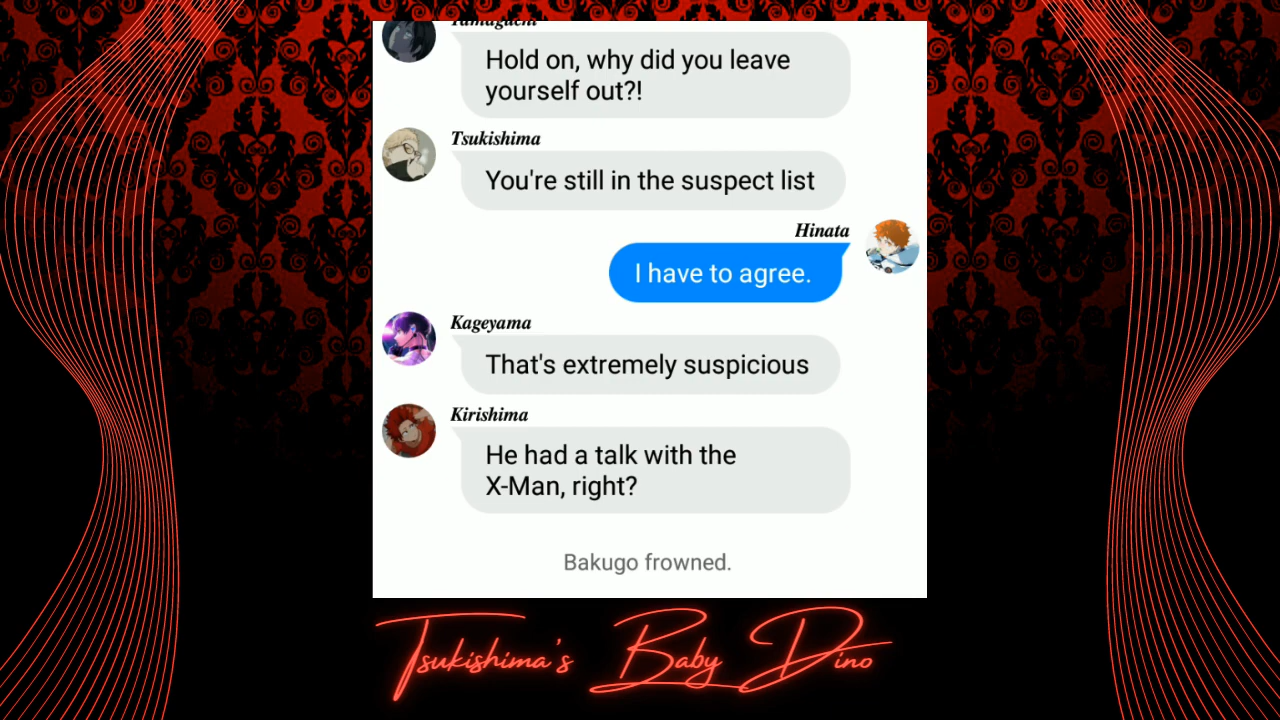 Yamaguchi
Hold on, why did you leave
yourself out?!
Tsukishima
You're still in the suspect list
Hinata
I have to agree.
Kageyama
That's extremely suspicious
Kirishima
He had a talk with the
X-Man, right?
Bakugo frowned.
Tsukishima's Baby Dino